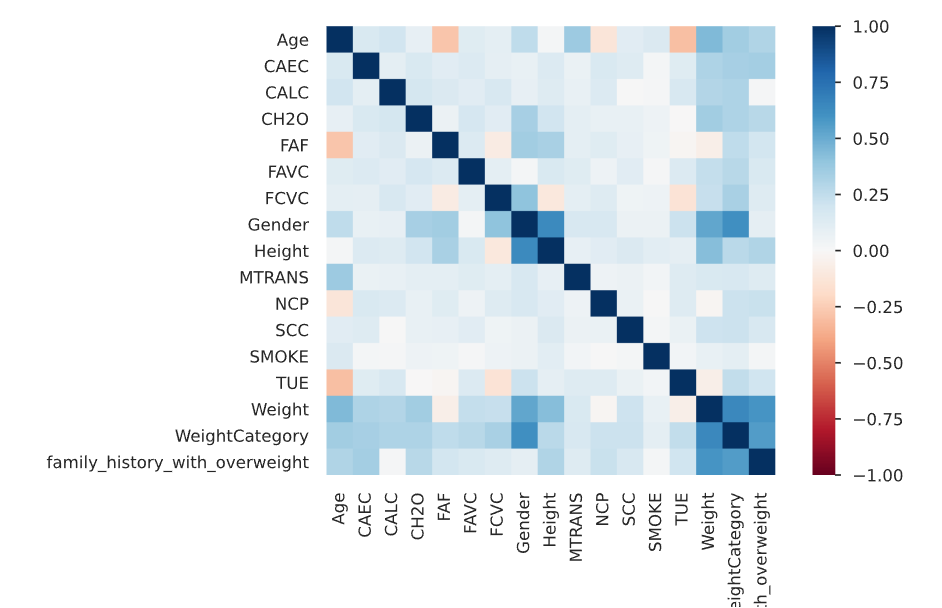 Age
CAEC
CALC
CH2O
FAF
FAVC
FCVC
Gender
Height
MTRANS
NCP
SCC
SMOKE
TUE
Weight
WeightCategory
family_history_with_overweight
Age
CAEC
CALC
CH2O
FAF
FAVC
FCVC
Gender
Height
MTRANS
NCP
SCC
SMOKE
TUE
Weight
eightCategory
th_overweight
1.00
0.75
0.50
0.25
0.00
−0.25
−0.50
−0.75
−1.00